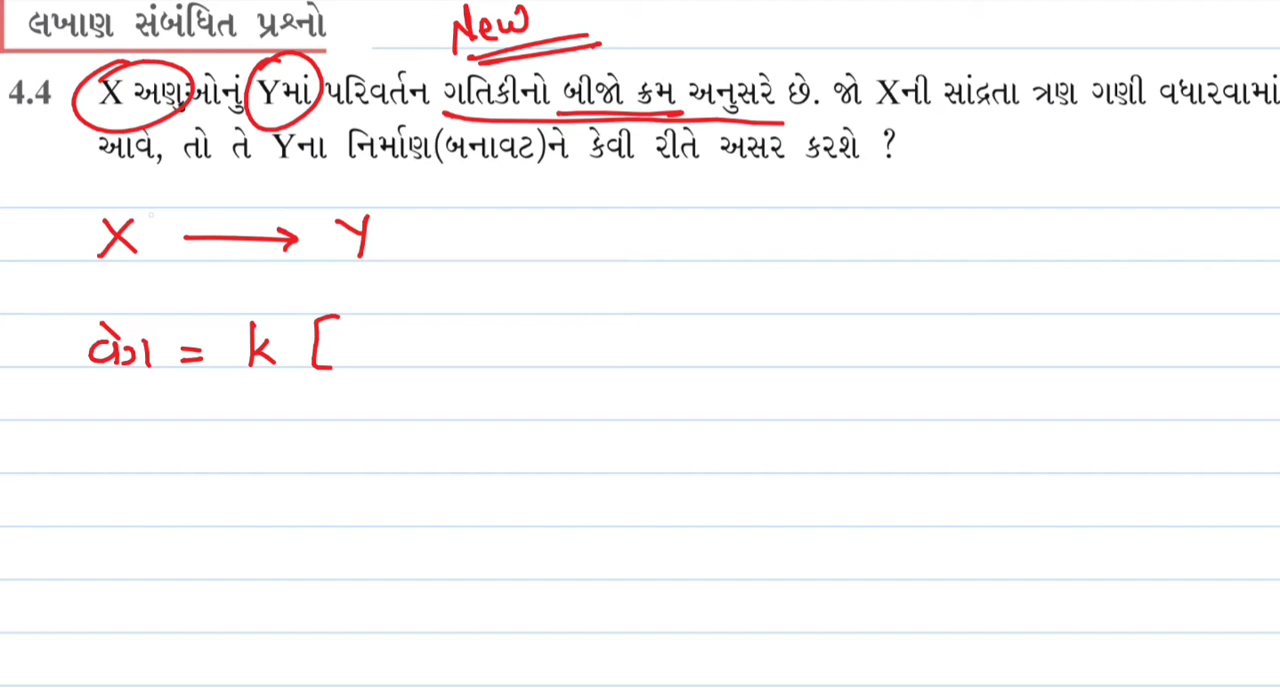 લખાણ સંબંધિત પ્રશ્નો
New
4.4 X અણુઓનું Yમાં પરિવર્તન ગતિકીનો બીજો ક્રમ અનુસરે છે. જો Xની સાંદ્રતા ત્રણ ગણી વધારવામાં
આવે, તો તે Yના નિર્માણ(બનાવટ)ને કેવી રીતે અસર કરશે ?
X ⟶ Y
વેગ = k [